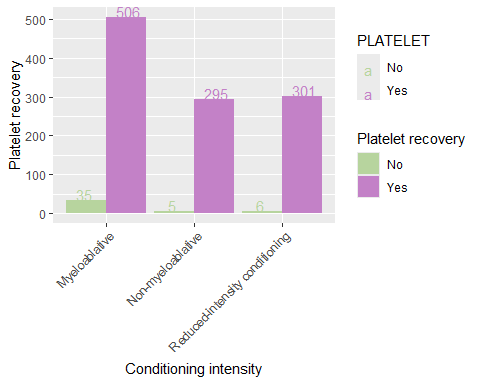 506
500
400
300
200
100
0
295
301
35
5
6
Platelet recovery
Myeloablative
Non-myeloablative
Reduced-intensity conditioning
Conditioning intensity
PLATELET
a No
a Yes
Platelet recovery
No
Yes